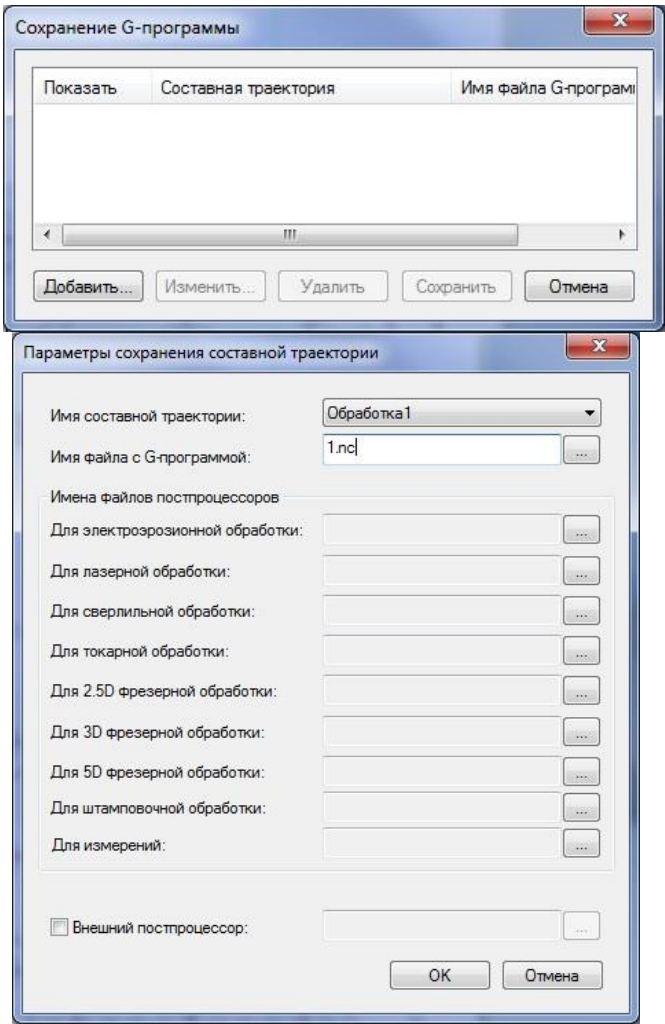 Сохранение G-программы
Показать Составная траектория Имя файла G-програм
Добавить... Изменить... Удалить Сохранить Отмена
Параметры сохранения составной траектории
Имя составной траектории: Обработка1
Имя файла с G-программой: 1.nc ...
Имена файлов постпроцессоров
Для электроэрозионной обработки: ...
Для лазерной обработки: ...
Для сверлильной обработки: ...
Для токарной обработки: ...
Для 2.5D фрезерной обработки: ...
Для 3D фрезерной обработки: ...
Для 5D фрезерной обработки: ...
Для штамповочной обработки: ...
Для измерений: ...
Внешний постпроцессор: ...
ОК Отмена